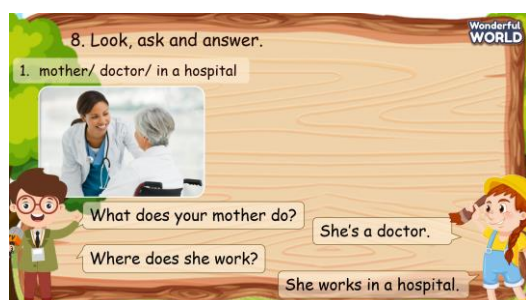 Wonderful
WORLD
8. Look, ask and answer.
1. mother/ doctor/ in a hospital
What does your mother do?
She's a doctor.
Where does she work?
She works in a hospital.